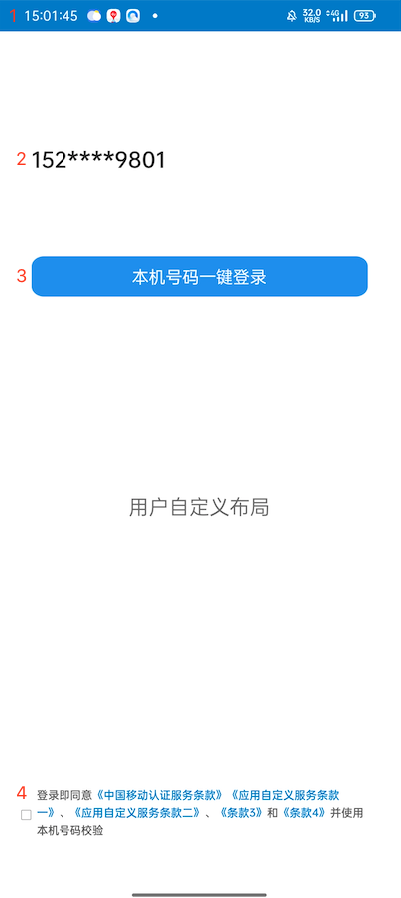 1 15:01:45 32.0 KB/S 4G 93
2 152****9801
3 本机号码一键登录
用户自定义布局
4 登录即同意《中国移动认证服务条款》《应用自定义服务条款
一》、《应用自定义服务条款二》、《条款3》和《条款4》并使用
本机号码校验